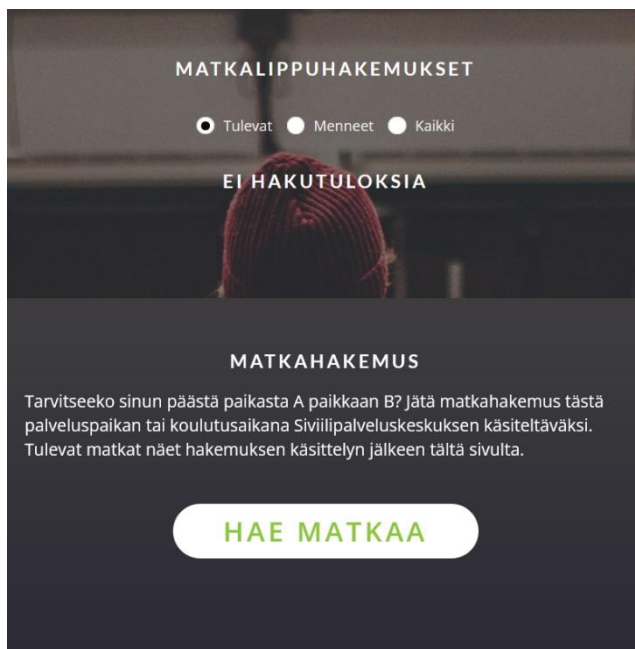 MATKALIPPUHAKEMUKSET
Tulevat Menneet Kaikki
EI HAKUTULOKSIA
MATKAHAKEMUS
Tarvitseeko sinun päästä paikasta A paikkaan B? Jätä matkahakemus tästä
palveluspaikan tai koulutusaikana Siviilipalveluskeskuksen käsiteltäväksi.
Tulevat matkat näet hakemuksen käsittelyn jälkeen tältä sivulta.
HAE MATKAA